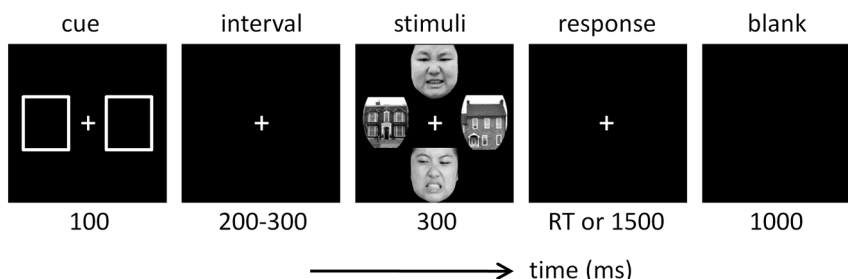 cue interval stimuli response blank
+ + + +
100 200-300 300 RT or 1500 1000
time (ms)